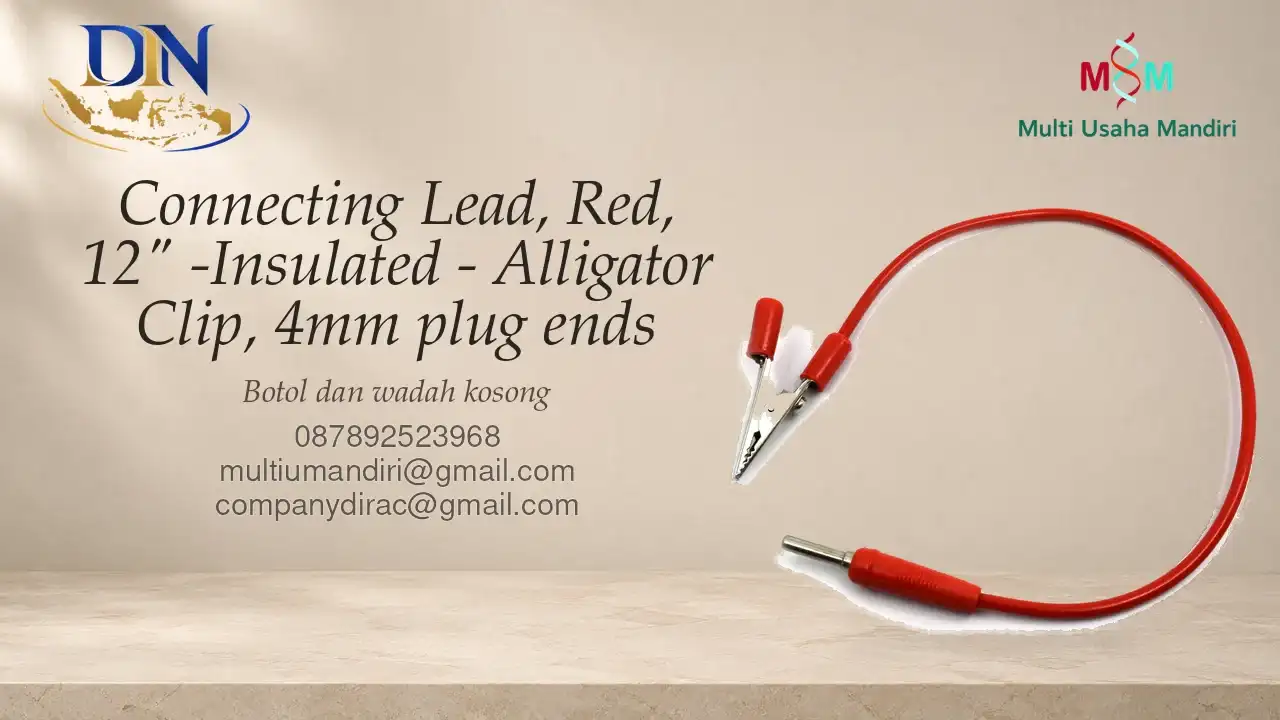 DN
M M
Multi Usaha Mandiri
Connecting Lead, Red,
12" -Insulated - Alligator
Clip, 4mm plug ends
Botol dan wadah kosong
087892523968
multiumandiri@gmail.com
companydirac@gmail.com